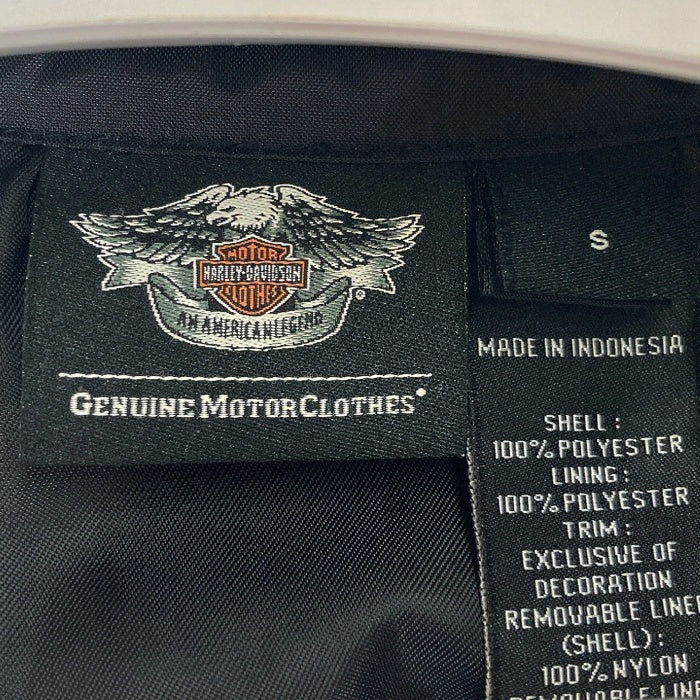 MOTOR
HARLEY-DAVIDSON
CLOTHES
AN AMERICAN LEGEND
®
GENUINE MOTORCLOTHES®
S
MADE IN INDONESIA
SHELL :
100% POLYESTER
LINING :
100% POLYESTER
TRIM :
EXCLUSIVE OF
DECORATION
REMOVABLE LINE
(SHELL) :
100% NYLON